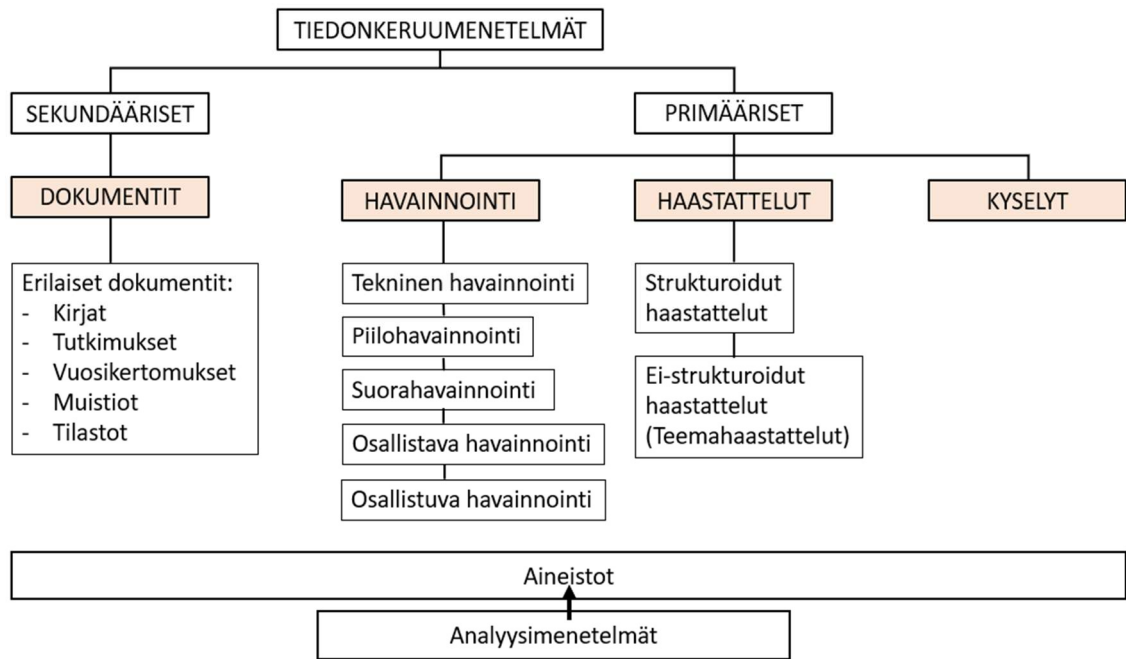 TIEDONKERUUMENETELMÄT
SEKUNDÄÄRISET
PRIMÄÄRISET
DOKUMENTIT
HAVAINNOINTI
HAASTATTELUT
KYSELYT
Erilaiset dokumentit:
- Kirjat
- Tutkimukset
- Vuosikertomukset
- Muistiot
- Tilastot
Tekninen havainnointi
Piilohavainnointi
Suorahavainnointi
Osallistava havainnointi
Osallistuva havainnointi
Strukturoidut
haastattelut
Ei-strukturoidut
haastattelut
(Teemahaastattelut)
Aineistot
Analyysimenetelmät